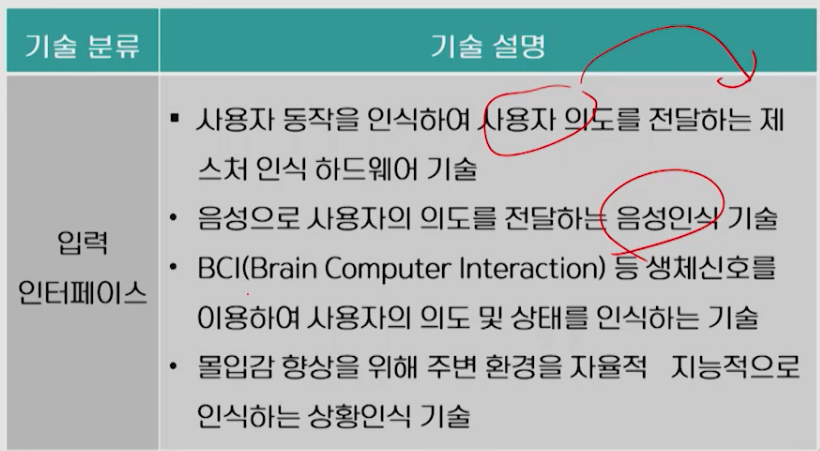 기술 분류
기술 설명
입력
인터페이스
▪ 사용자 동작을 인식하여 사용자 의도를 전달하는 제
스처 인식 하드웨어 기술
• 음성으로 사용자의 의도를 전달하는 음성인식 기술
• BCI(Brain Computer Interaction) 등 생체신호를
이용하여 사용자의 의도 및 상태를 인식하는 기술
• 몰입감 향상을 위해 주변 환경을 자율적 지능적으로
인식하는 상황인식 기술